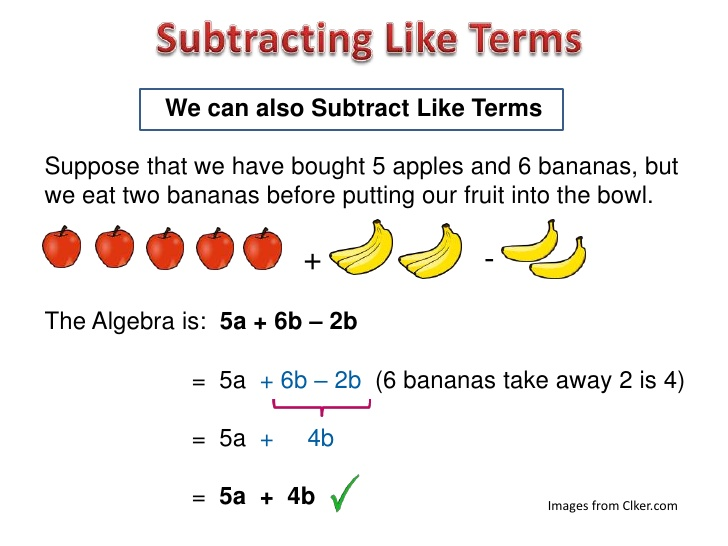 Subtracting Like Terms
We can also Subtract Like Terms
Suppose that we have bought 5 apples and 6 bananas, but
we eat two bananas before putting our fruit into the bowl.
+ -
The Algebra is: 5a + 6b – 2b
= 5a + 6b – 2b (6 bananas take away 2 is 4)
= 5a + 4b
= 5a + 4b
Images from Clker.com